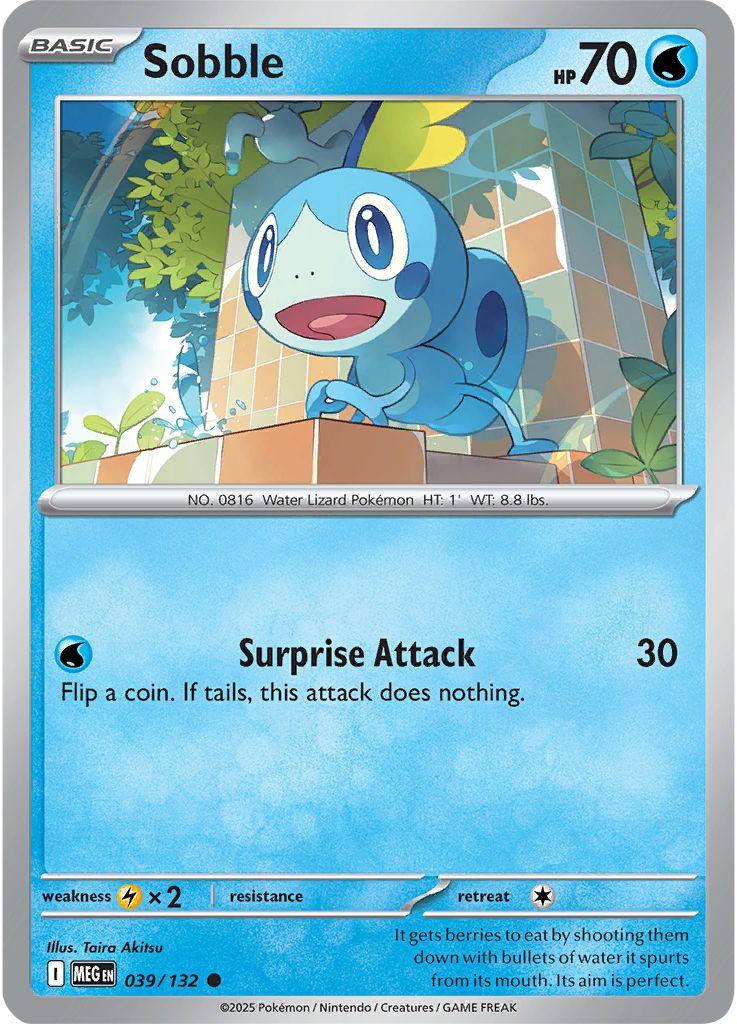 BASIC
Sobble
HP 70
NO. 0816 Water Lizard Pokémon HT: 1' WT: 8.8 lbs.
Surprise Attack 30
Flip a coin. If tails, this attack does nothing.
weakness ×2 resistance retreat
Illus. Taira Akitsu
It gets berries to eat by shooting them
down with bullets of water it spurts
from its mouth. Its aim is perfect.
I MEG EN 039/132
©2025 Pokémon / Nintendo / Creatures / GAME FREAK